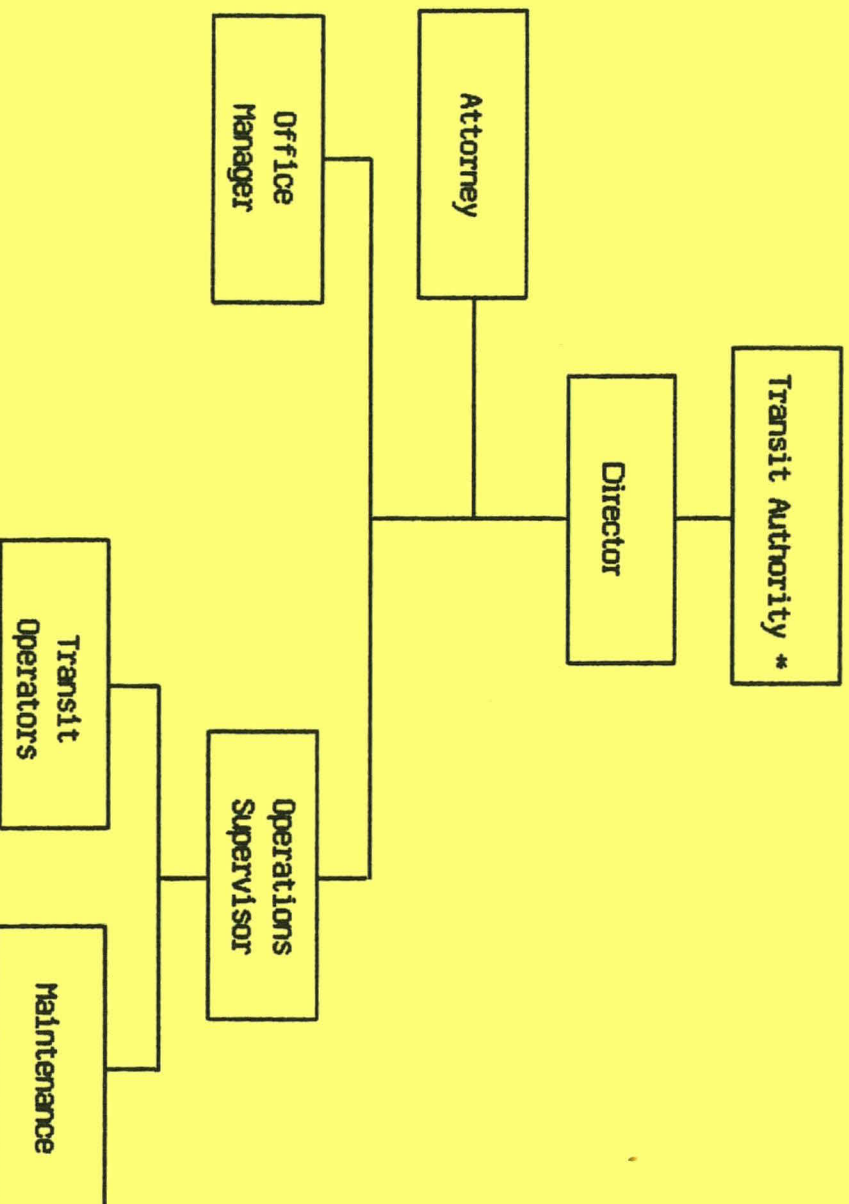 Transit Authority *
Director
Attorney
Office
Manager
Operations
Supervisor
Transit
Operators
Maintenance